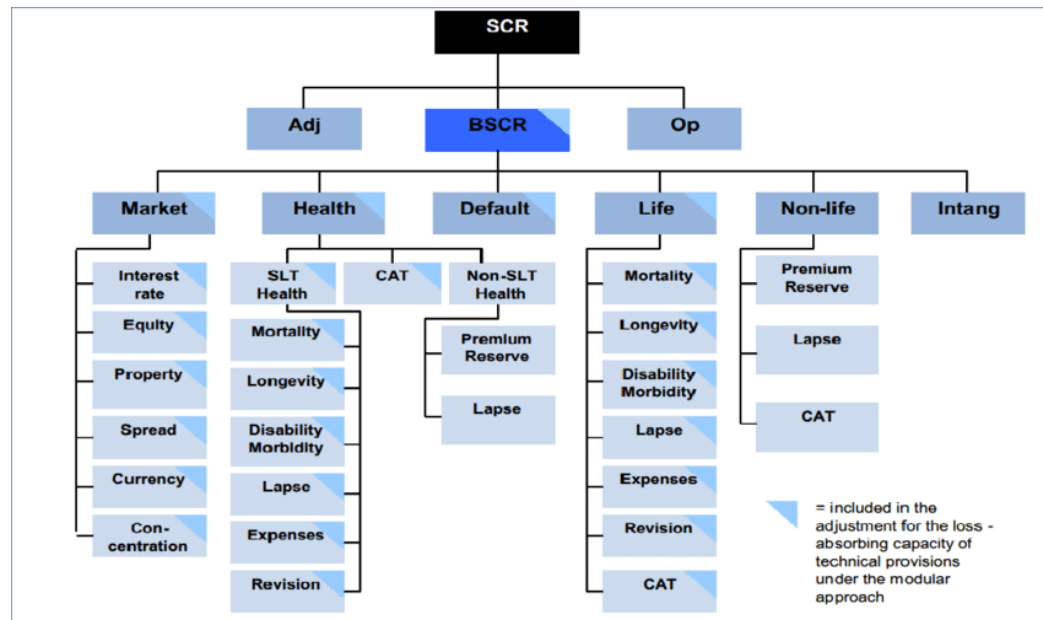 SCR
Adj
BSCR
Op
Market
Health
Default
Life
Non-life
Intang
Interest
rate
Equity
Property
Spread
Currency
Con-
centration
SLT
Health
CAT
Non-SLT
Health
Mortality
Longevity
Disability
Morbidity
Lapse
Expenses
Revision
Premium
Reserve
Lapse
Mortality
Longevity
Disability
Morbidity
Lapse
Expenses
Revision
CAT
Premium
Reserve
Lapse
CAT
= included in the
adjustment for the loss -
absorbing capacity of
technical provisions
under the modular
approach